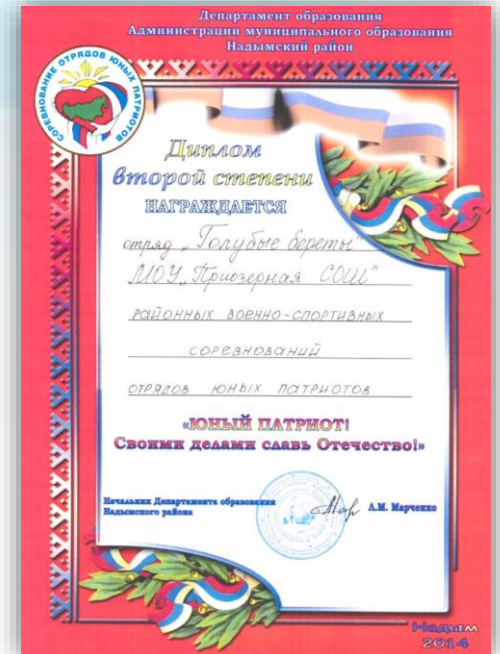 Департамент образования
Администрации муниципального образования
Надымский район
СОРЕВНОВАНИЕ ОТРЯДОВ ЮНЫХ ПАТРИОТОВ
Диплом
второй степени
НАГРАЖДАЕТСЯ
отряд „Голубые береты"
МОУ „Приозерная СОШ"
районных военно-спортивных
соревнований
отрядов юных патриотов
«ЮНЫЙ ПАТРИОТ!
Своими делами славь Отечество!»
Начальник Департамента образования
Надымского района
Л.М. Марченко
Надым
2014